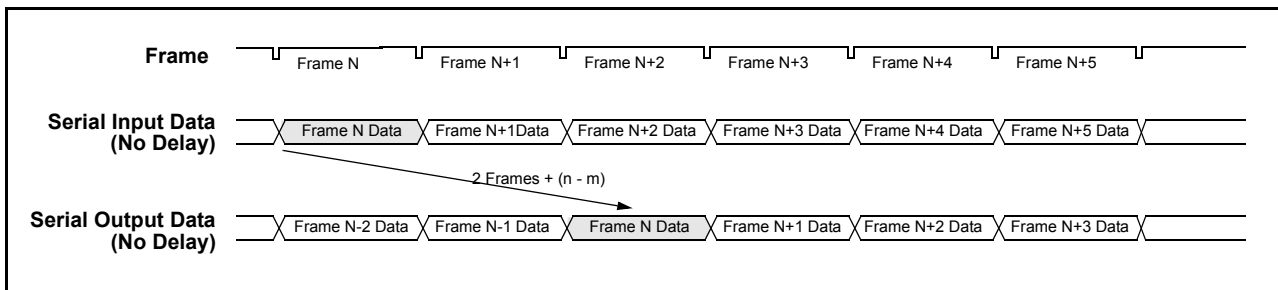 Frame
Frame N
Frame N+1
Frame N+2
Frame N+3
Frame N+4
Frame N+5
Serial Input Data
(No Delay)
Frame N Data
Frame N+1Data
Frame N+2 Data
Frame N+3 Data
Frame N+4 Data
Frame N+5 Data
2 Frames + (n - m)
Serial Output Data
(No Delay)
Frame N-2 Data
Frame N-1 Data
Frame N Data
Frame N+1 Data
Frame N+2 Data
Frame N+3 Data